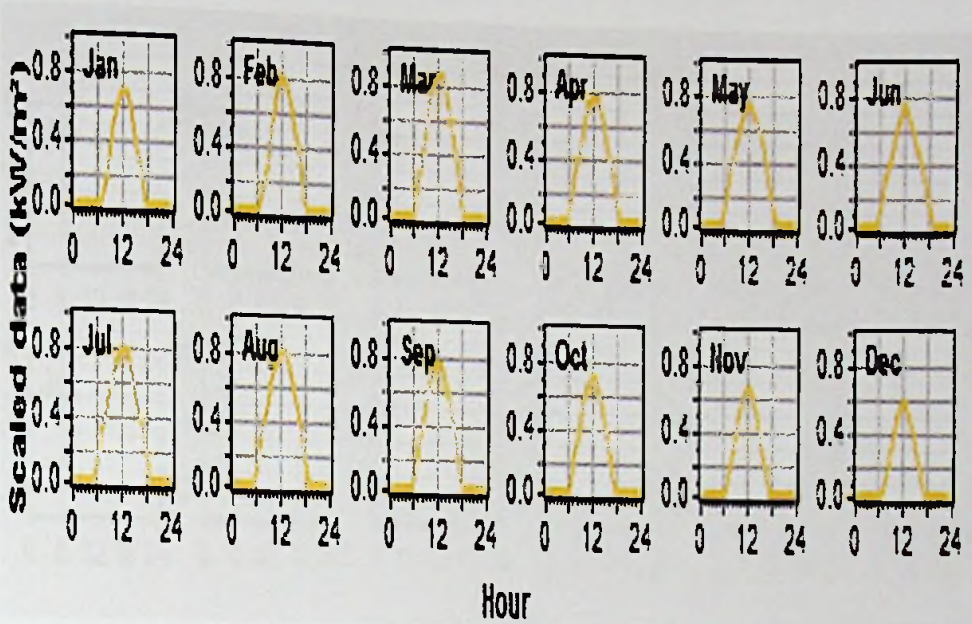 Scaled data (kW/m²)
Jan Feb Mar Apr May Jun
0.8 0.8 0.8 0.8 0.8 0.8
0.4 0.4 0.4 0.4 0.4 0.4
0.0 0.0 0.0 0.0 0.0 0.0
0 12 24 0 12 24 0 12 24 0 12 24 0 12 24 0 12 24
Jul Aug Sep Oct Nov Dec
0.8 0.8 0.8 0.8 0.8 0.8
0.4 0.4 0.4 0.4 0.4 0.4
0.0 0.0 0.0 0.0 0.0 0.0
0 12 24 0 12 24 0 12 24 0 12 24 0 12 24 0 12 24
Hour